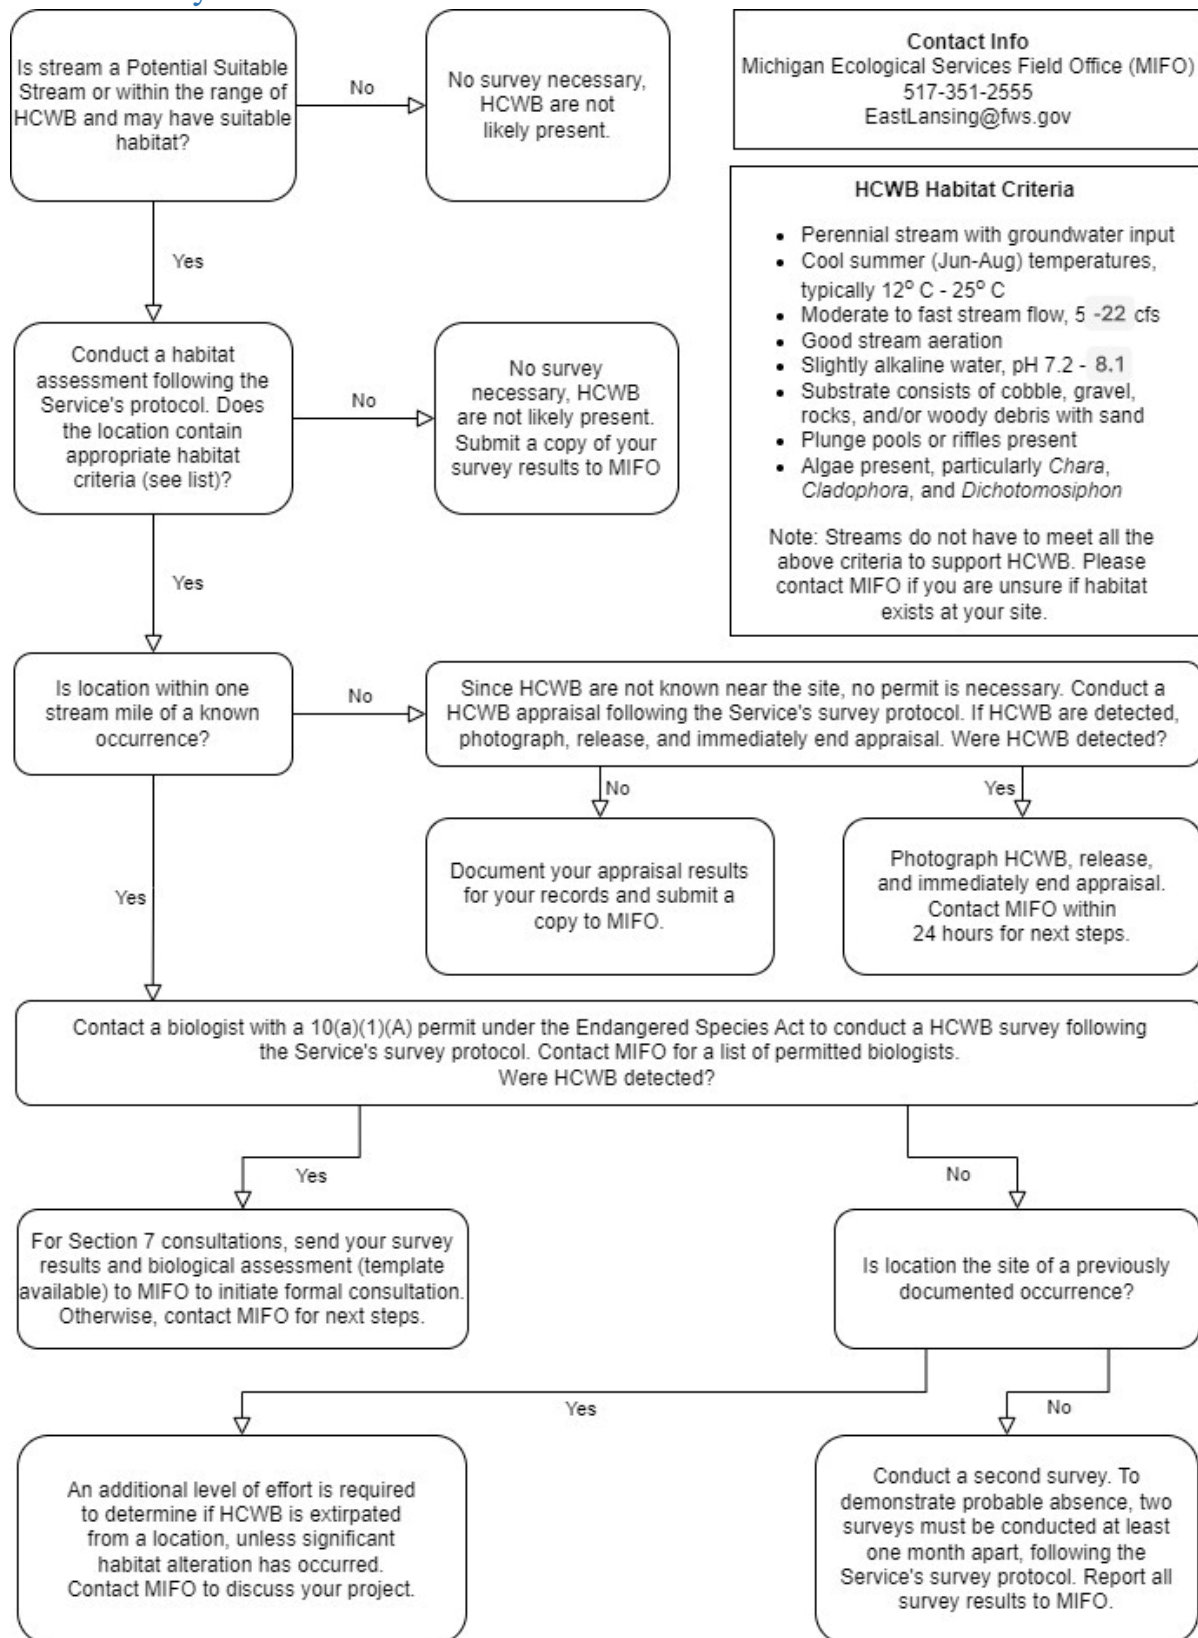 Is stream a Potential Suitable
Stream or within the range of
HCWB and may have suitable
habitat?
No
No survey necessary,
HCWB are not
likely present.
Contact Info
Michigan Ecological Services Field Office (MIFO)
517-351-2555
EastLansing@fws.gov
HCWB Habitat Criteria
• Perennial stream with groundwater input
• Cool summer (Jun-Aug) temperatures,
typically 12⁰ C - 25⁰ C
• Moderate to fast stream flow, 5 -22 cfs
• Good stream aeration
• Slightly alkaline water, pH 7.2 - 8.1
• Substrate consists of cobble, gravel,
rocks, and/or woody debris with sand
• Plunge pools or riffles present
• Algae present, particularly Chara,
Cladophora, and Dichotomosiphon
Note: Streams do not have to meet all the
above criteria to support HCWB. Please
contact MIFO if you are unsure if habitat
exists at your site.
Yes
Conduct a habitat
assessment following the
Service's protocol. Does
the location contain
appropriate habitat
criteria (see list)?
No
No survey
necessary, HCWB
are not likely present.
Submit a copy of your
survey results to MIFO
Yes
Is location within one
stream mile of a known
occurrence?
No
Since HCWB are not known near the site, no permit is necessary. Conduct a
HCWB appraisal following the Service's survey protocol. If HCWB are detected,
photograph, release, and immediately end appraisal. Were HCWB detected?
No
Yes
Document your appraisal results
for your records and submit a
copy to MIFO.
Photograph HCWB, release,
and immediately end appraisal.
Contact MIFO within
24 hours for next steps.
Yes
Contact a biologist with a 10(a)(1)(A) permit under the Endangered Species Act to conduct a HCWB survey following
the Service's survey protocol. Contact MIFO for a list of permitted biologists.
Were HCWB detected?
Yes
No
For Section 7 consultations, send your survey
results and biological assessment (template
available) to MIFO to initiate formal consultation.
Otherwise, contact MIFO for next steps.
Is location the site of a previously
documented occurrence?
Yes
No
An additional level of effort is required
to determine if HCWB is extirpated
from a location, unless significant
habitat alteration has occurred.
Contact MIFO to discuss your project.
Conduct a second survey. To
demonstrate probable absence, two
surveys must be conducted at least
one month apart, following the
Service's survey protocol. Report all
survey results to MIFO.